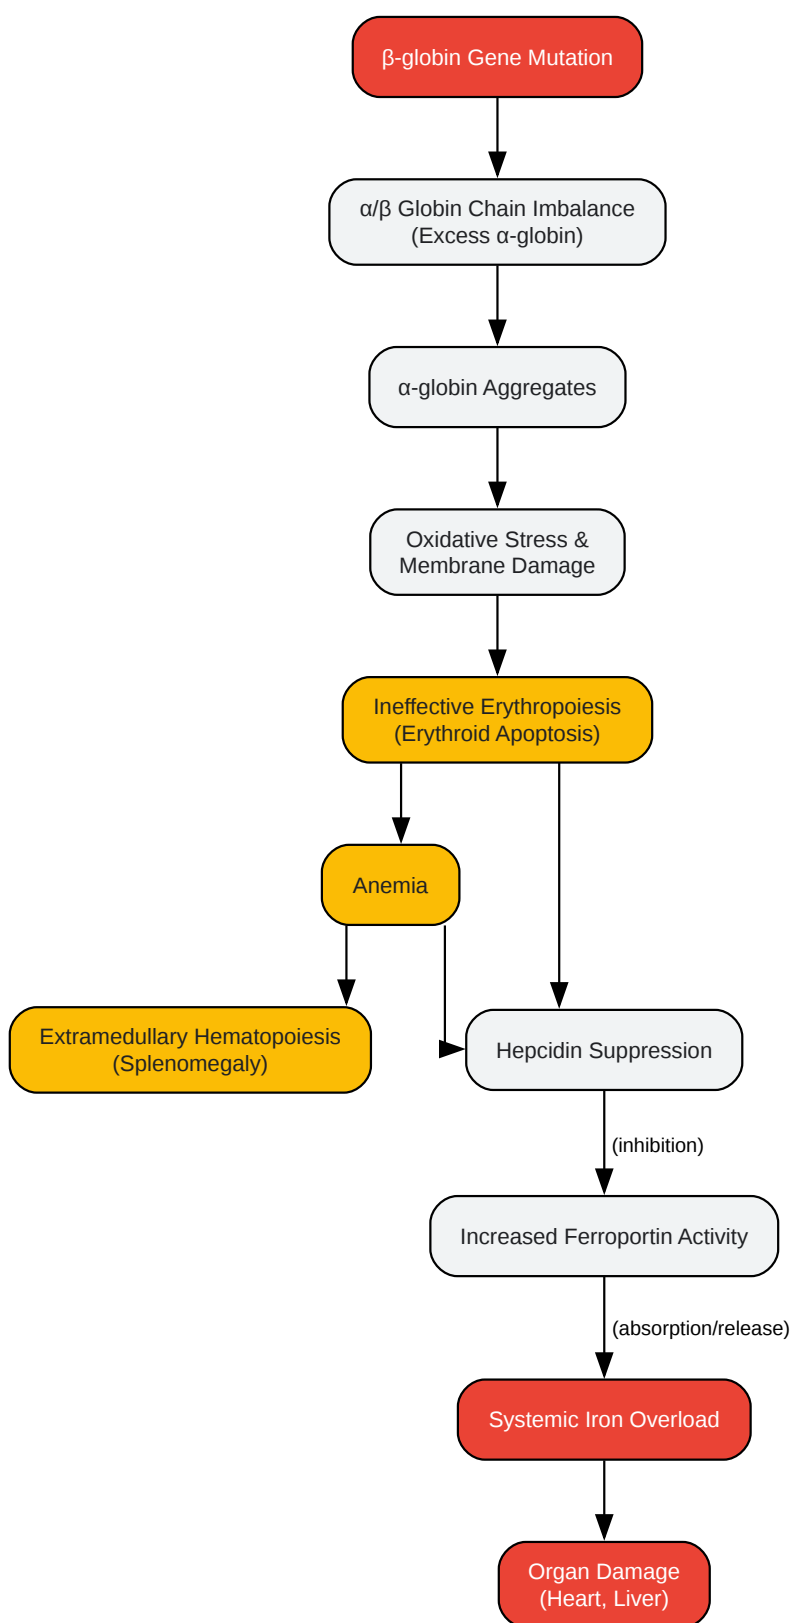 β-globin Gene Mutation
α/β Globin Chain Imbalance
(Excess α-globin)
α-globin Aggregates
Oxidative Stress &
Membrane Damage
Ineffective Erythropoiesis
(Erythroid Apoptosis)
Anemia
Extramedullary Hematopoiesis
(Splenomegaly)
Hepcidin Suppression
(inhibition)
Increased Ferroportin Activity
(absorption/release)
Systemic Iron Overload
Organ Damage
(Heart, Liver)